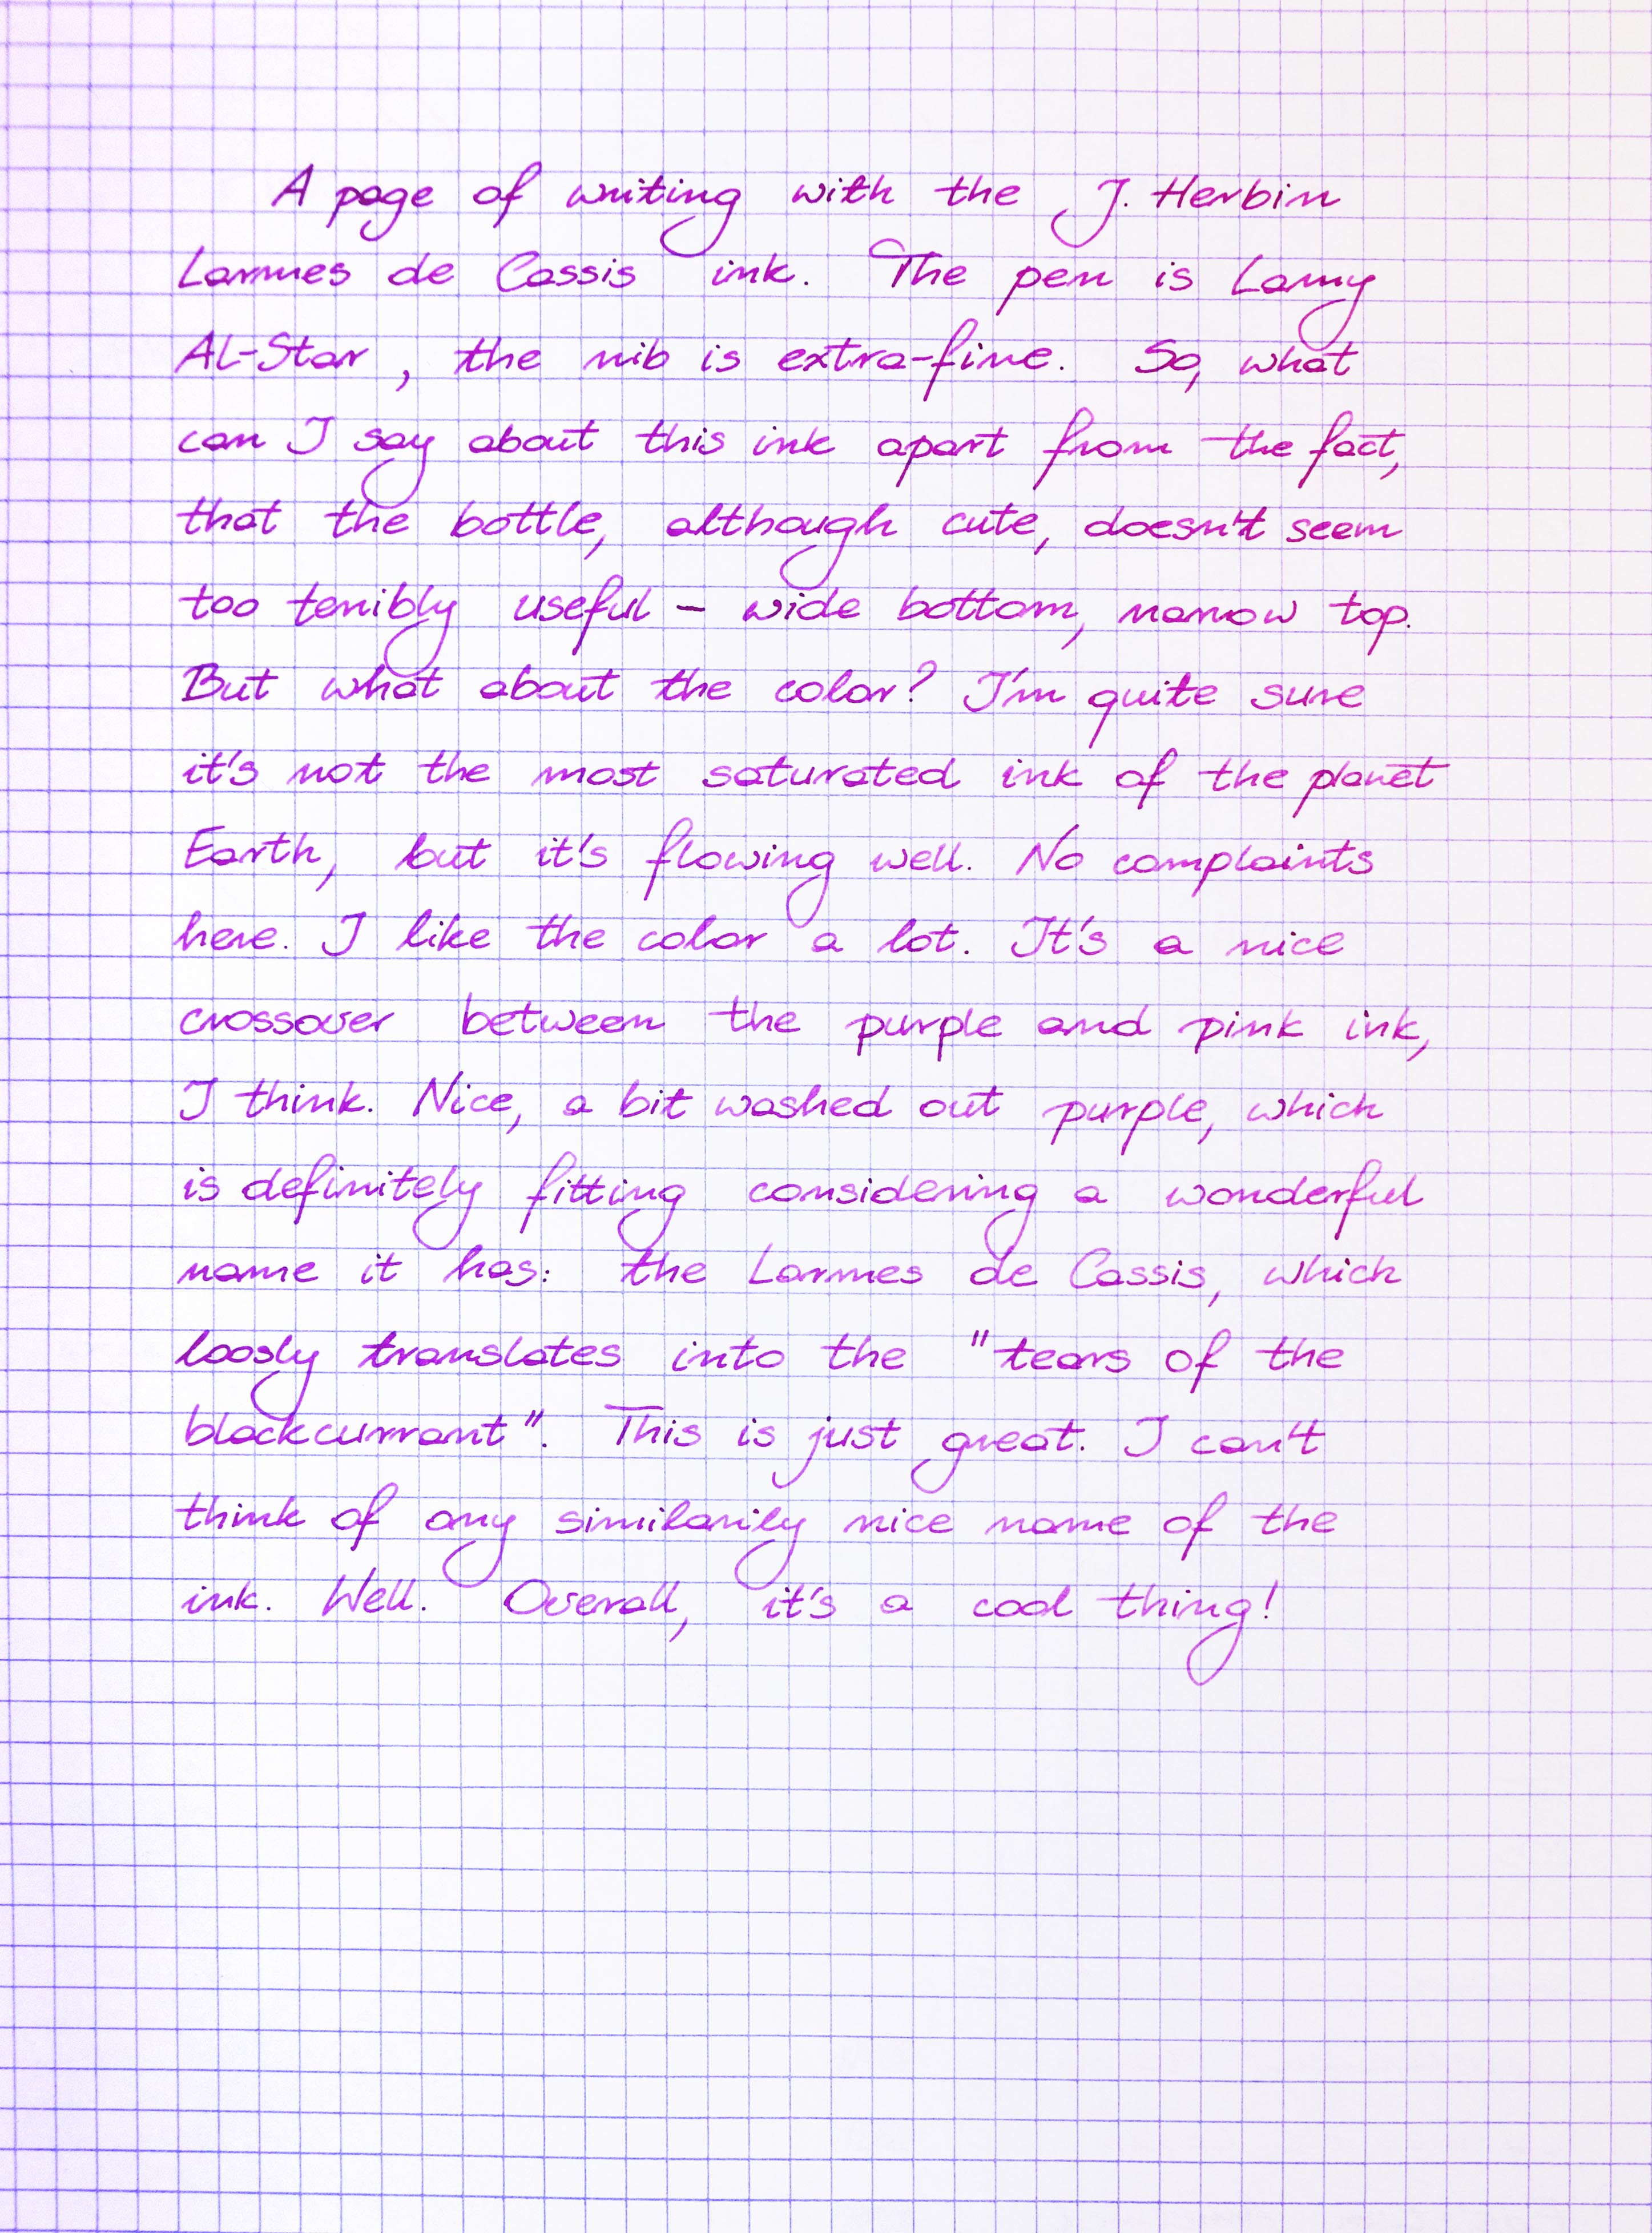 A page of writing with the J. Herbin
Larmes de Cassis ink. The pen is Lamy
AL-Star, the nib is extra-fine. So, what
can I say about this ink apart from the fact,
that the bottle, although cute, doesn't seem
too terribly useful – wide bottom, narrow top.
But what about the color? I'm quite sure
it's not the most saturated ink of the planet
Earth, but it's flowing well. No complaints
here. I like the color a lot. It's a nice
crossover between the purple and pink ink,
I think. Nice, a bit washed out purple, which
is definitely fitting considering a wonderful
name it has: the Larmes de Cassis, which
loosly translates into the "tears of the
blackcurrant". This is just great. I can't
think of any similarily nice name of the
ink. Well. Overall, it's a cool thing!